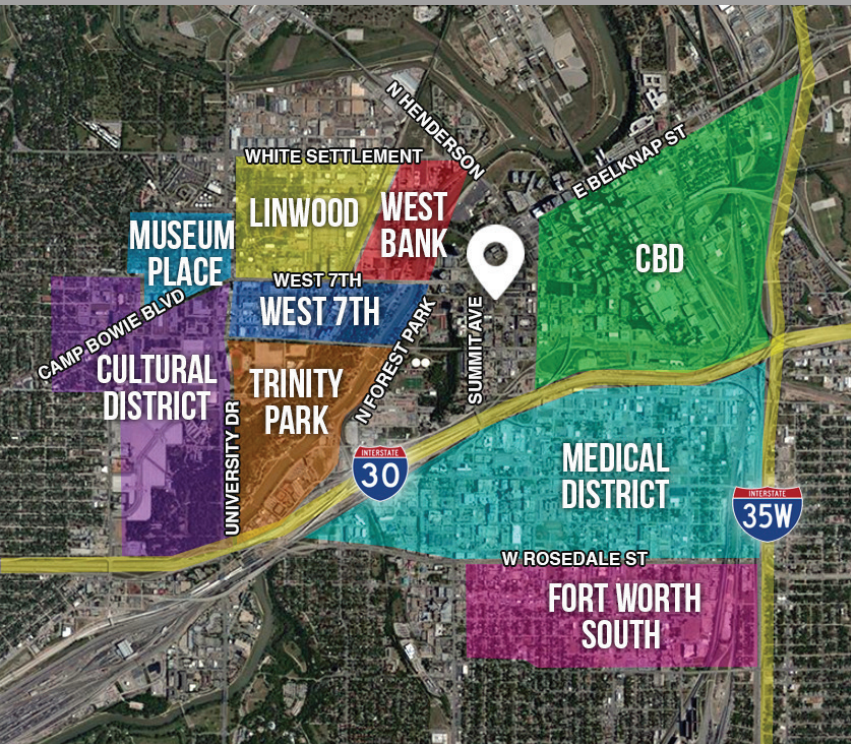 N HENDERSON
WHITE SETTLEMENT
E BELKNAP ST
LINWOOD
WEST
BANK
MUSEUM
PLACE
CBD
WEST 7TH
WEST 7TH
CAMP BOWIE BLVD
SUMMIT AVE
N FOREST PARK
CULTURAL
DISTRICT
TRINITY
PARK
UNIVERSITY DR
INTERSTATE
30
MEDICAL
DISTRICT
INTERSTATE
35W
W ROSEDALE ST
FORT WORTH
SOUTH